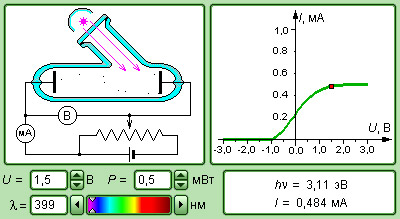 В
мА
I, мА
1,0
0.8
0.6
0.4
0.2
-3,0 -2,0 -1,0 0,0 1,0 2,0 3,0
U, В
U = 1,5 В P = 0,5 мВт
λ = 399 нм
hν = 3,11 эВ
I = 0,484 мА